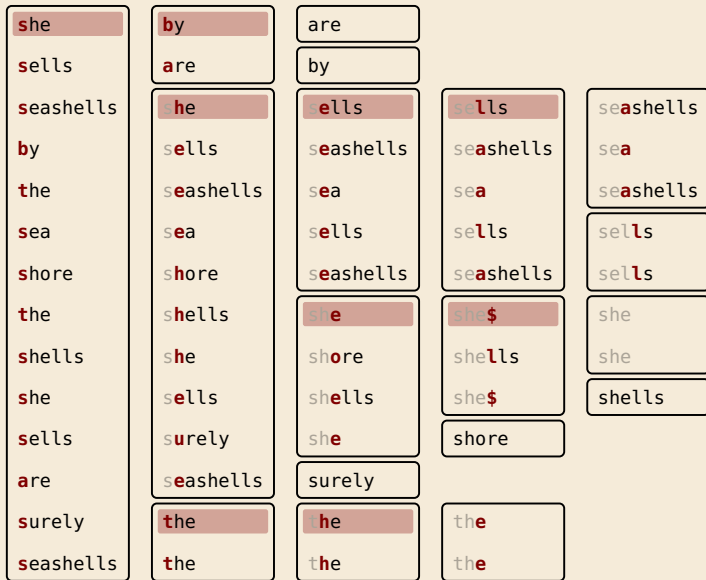 she by are
sells are by
seashells she sells sells seashells
by sells seashells seashells sea
the seashells sea sea seashells
sea sea sells sells sells
shore shore seashells seashells sells
the shells she she$ she
shells she shore shells she
she sells shells she$ shells
sells surely she shore
are seashells surely
surely the the the
seashells the the the